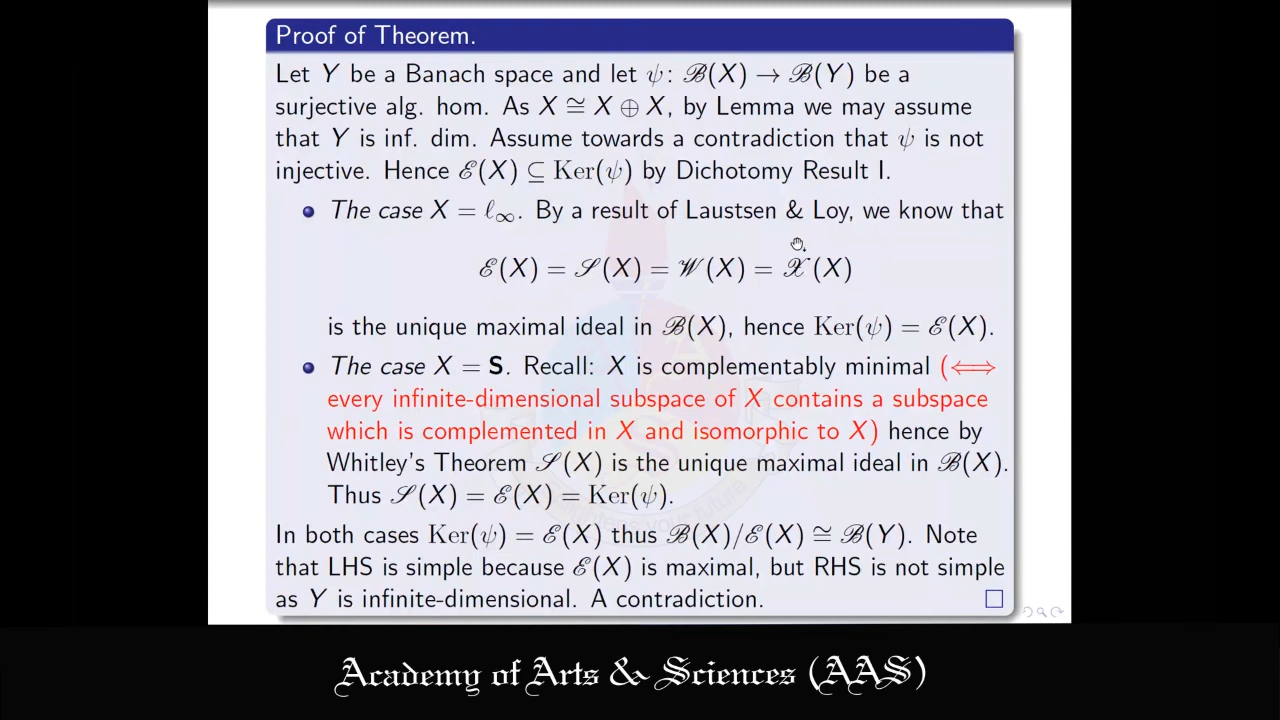 Proof of Theorem.
Let Y be a Banach space and let ψ: ℬ(X) → ℬ(Y) be a
surjective alg. hom. As X ≅ X ⊕ X, by Lemma we may assume
that Y is inf. dim. Assume towards a contradiction that ψ is not
injective. Hence ℰ(X) ⊆ Ker(ψ) by Dichotomy Result I.
The case X = ℓ∞. By a result of Laustsen & Loy, we know that
ℰ(X) = 𝒮(X) = 𝒲(X) = 𝒳(X)
is the unique maximal ideal in ℬ(X), hence Ker(ψ) = ℰ(X).
The case X = S. Recall: X is complementably minimal (⟺
every infinite-dimensional subspace of X contains a subspace
which is complemented in X and isomorphic to X) hence by
Whitley's Theorem 𝒮(X) is the unique maximal ideal in ℬ(X).
Thus 𝒮(X) = ℰ(X) = Ker(ψ).
In both cases Ker(ψ) = ℰ(X) thus ℬ(X)/ℰ(X) ≅ ℬ(Y). Note
that LHS is simple because ℰ(X) is maximal, but RHS is not simple
as Y is infinite-dimensional. A contradiction. □
Academy of Arts & Sciences (AAS)